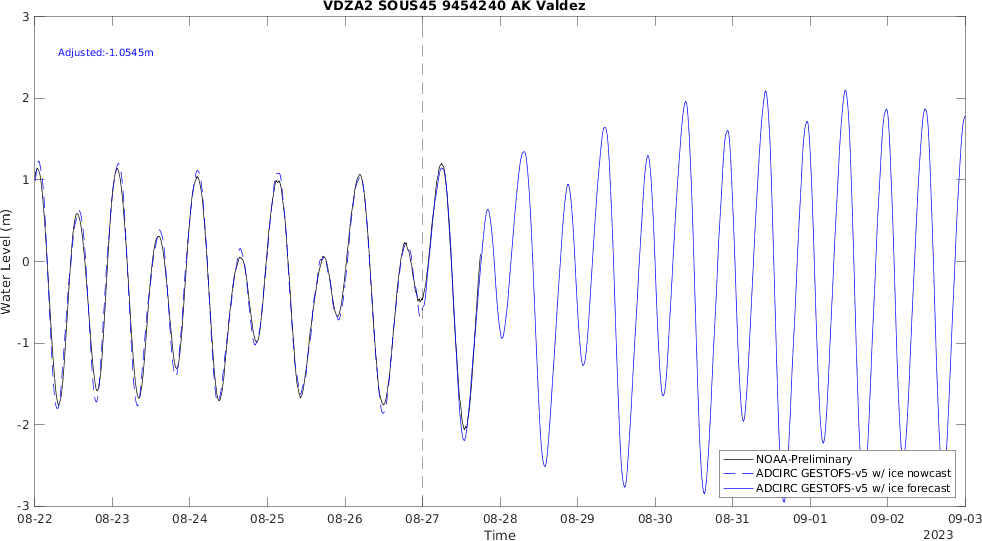 VDZA2 SOUS45 9454240 AK Valdez
3
Adjusted:-1.0545m
2
1
0
-1
-2
-3
Water Level (m)
NOAA-Preliminary
ADCIRC GESTOFS-v5 w/ ice nowcast
ADCIRC GESTOFS-v5 w/ ice forecast
08-22 08-23 08-24 08-25 08-26 08-27 08-28 08-29 08-30 08-31 09-01 09-02 09-03
Time
2023